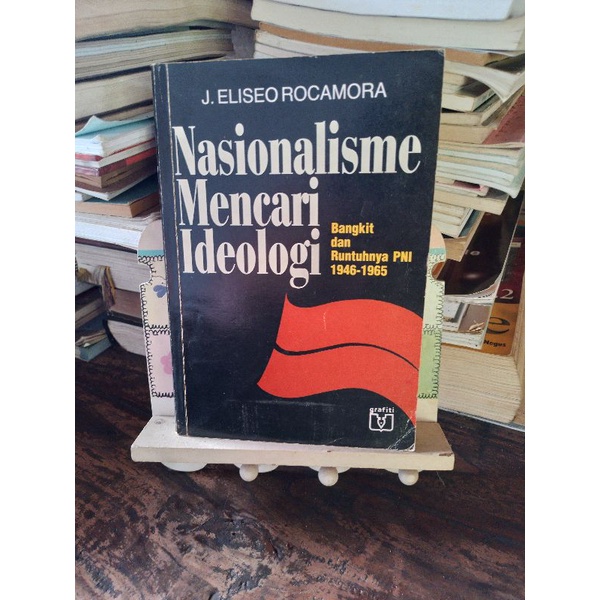 J. ELISEO ROCAMORA
Nasionalisme
Mencari
Ideologi
Bangkit
dan
Runtuhnya PNI
1946-1965
grafiti